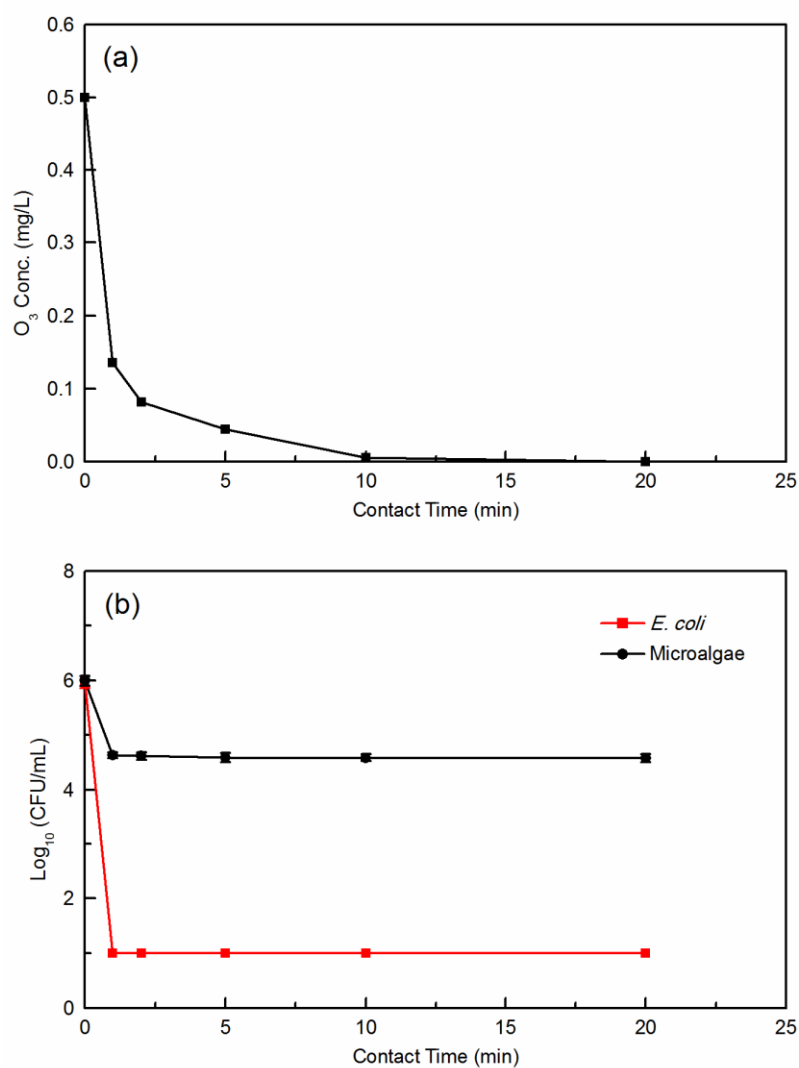 (a)
0.6
0.5
0.4
0.3
0.2
0.1
0.0
O₃ Conc. (mg/L)
0 5 10 15 20 25
Contact Time (min)
(b)
E. coli
Microalgae
8
6
4
2
0
Log₁₀ (CFU/mL)
0 5 10 15 20 25
Contact Time (min)